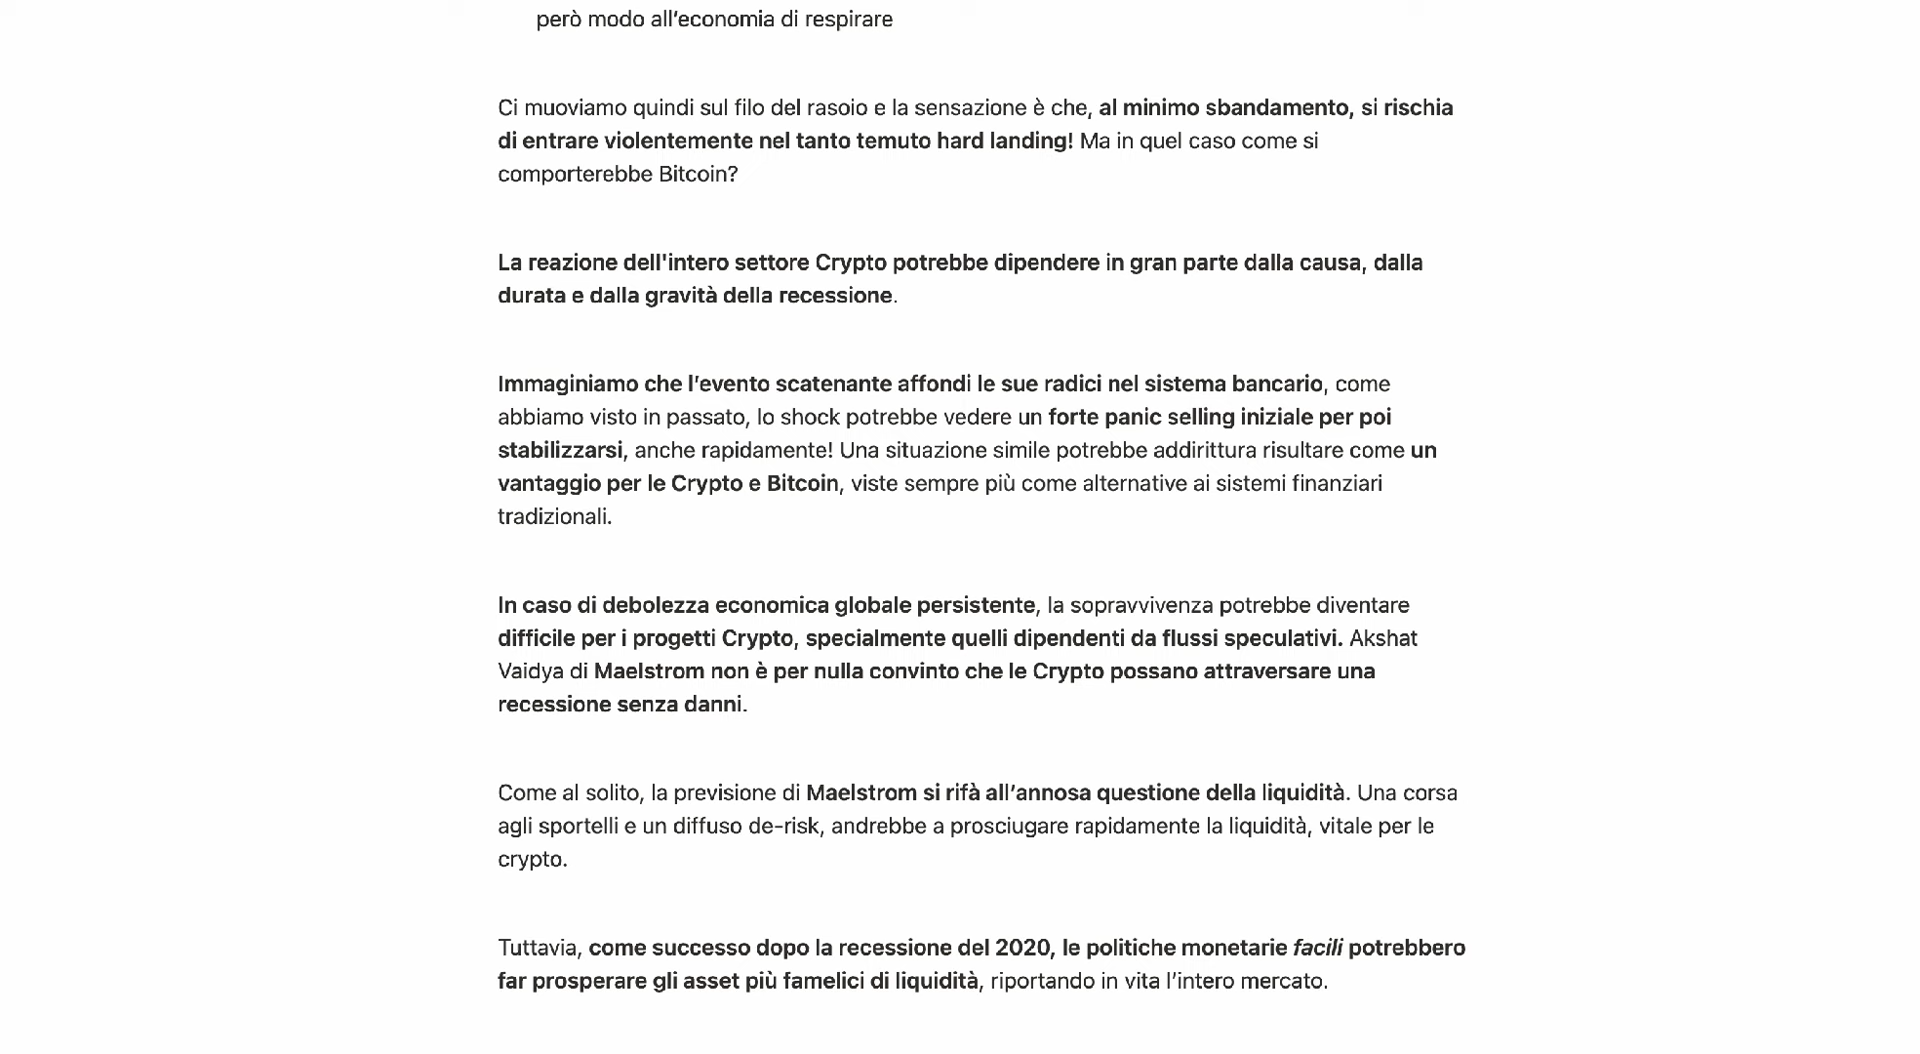 però modo all'economia di respirare
Ci muoviamo quindi sul filo del rasoio e la sensazione è che, al minimo sbandamento, si rischia
di entrare violentemente nel tanto temuto hard landing! Ma in quel caso come si
comporterebbe Bitcoin?
La reazione dell'intero settore Crypto potrebbe dipendere in gran parte dalla causa, dalla
durata e dalla gravità della recessione.
Immaginiamo che l'evento scatenante affondi le sue radici nel sistema bancario, come
abbiamo visto in passato, lo shock potrebbe vedere un forte panic selling iniziale per poi
stabilizzarsi, anche rapidamente! Una situazione simile potrebbe addirittura risultare come un
vantaggio per le Crypto e Bitcoin, viste sempre più come alternative ai sistemi finanziari
tradizionali.
In caso di debolezza economica globale persistente, la sopravvivenza potrebbe diventare
difficile per i progetti Crypto, specialmente quelli dipendenti da flussi speculativi. Akshat
Vaidya di Maelstrom non è per nulla convinto che le Crypto possano attraversare una
recessione senza danni.
Come al solito, la previsione di Maelstrom si rifà all'annosa questione della liquidità. Una corsa
agli sportelli e un diffuso de-risk, andrebbe a prosciugare rapidamente la liquidità, vitale per le
crypto.
Tuttavia, come successo dopo la recessione del 2020, le politiche monetarie facili potrebbero
far prosperare gli asset più famelici di liquidità, riportando in vita l'intero mercato.